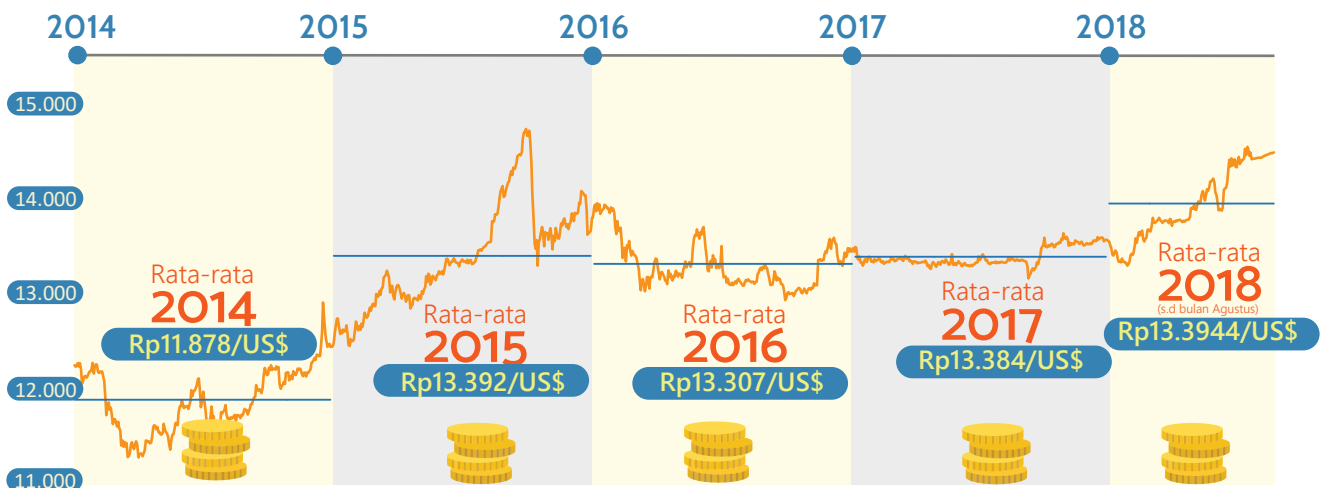 2014
2015
2016
2017
2018
15.000
14.000
13.000
12.000
11.000
Rata-rata
2014
Rp11.878/US$
Rata-rata
2015
Rp13.392/US$
Rata-rata
2016
Rp13.307/US$
Rata-rata
2017
Rp13.384/US$
Rata-rata
2018
(s.d bulan Agustus)
Rp13.3944/US$